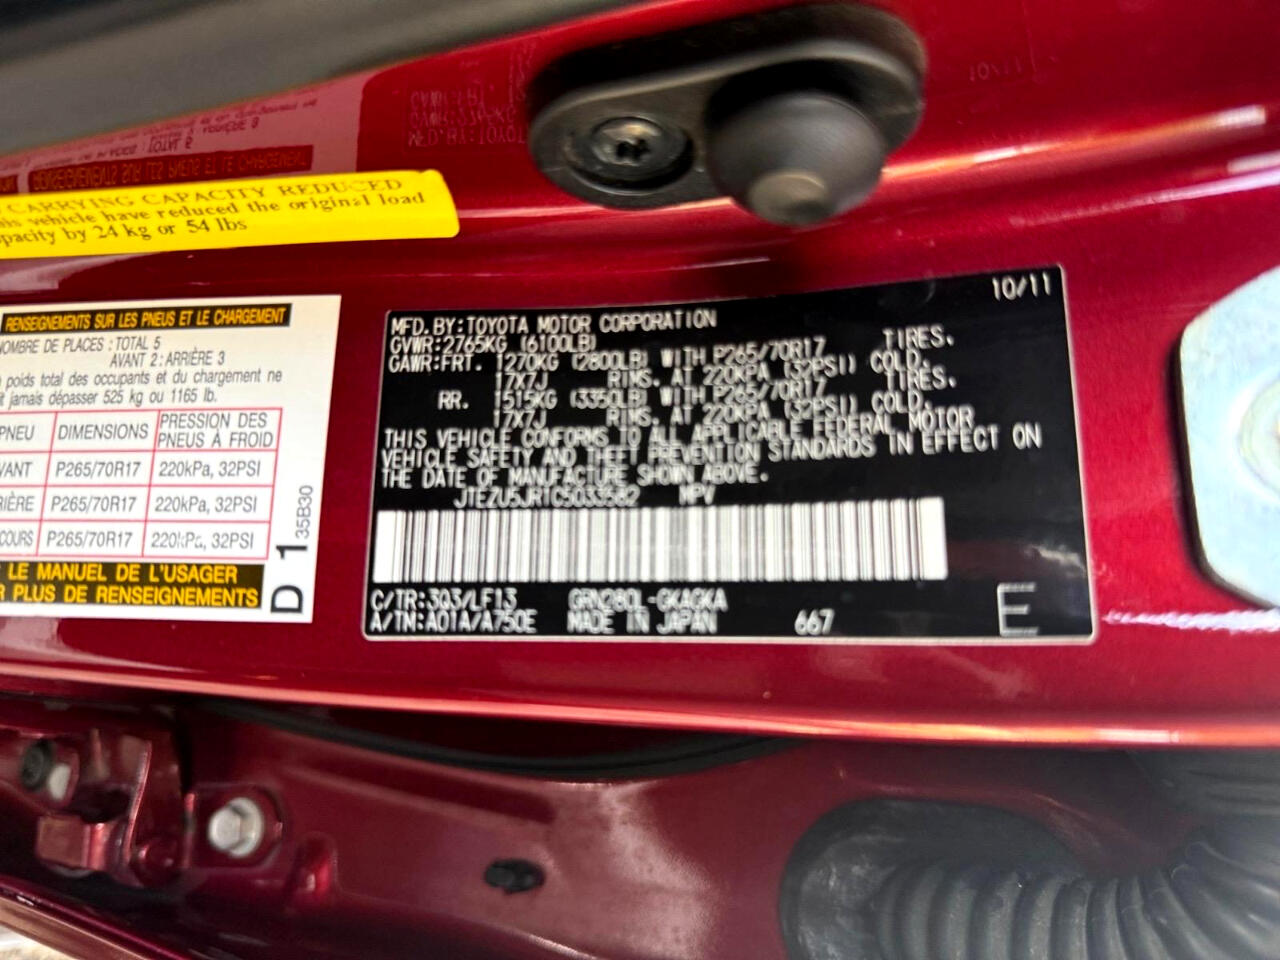 CARRYING CAPACITY REDUCED
vehicle have reduced the original load
by 24 kg or 54 lbs
RENSEIGNEMENTS SUR LES PNEUS ET LE CHARGEMENT
NOMBRE DE PLACES : TOTAL 5
AVANT 2 : ARRIÈRE 3
poids total des occupants et du chargement ne
jamais dépasser 525 kg ou 1165 lb.
PNEU DIMENSIONS PRESSION DES PNEUS À FROID
P265/70R17 220kPa, 32PSI
P265/70R17 220kPa, 32PSI
P265/70R17 220kPa, 32PSI
LE MANUEL DE L'USAGER
PLUS DE RENSEIGNEMENTS
D 1 35B30
10/11
MFD.BY:TOYOTA MOTOR CORPORATION
GVWR:2765KG (6100LB)
GAWR:FRT. 1270KG (2800LB) WITH P265/70R17 TIRES.
17X7J RIMS. AT 220KPA (32PSI) COLD.
RR. 1515KG (3350LB) WITH P265/70R17 TIRES.
17X7J RIMS. AT 220KPA (32PSI) COLD.
THIS VEHICLE CONFORMS TO ALL APPLICABLE FEDERAL MOTOR
VEHICLE SAFETY AND THEFT PREVENTION STANDARDS IN EFFECT ON
THE DATE OF MANUFACTURE SHOWN ABOVE.
JTEZU5JR1C5033582 MPV
C/TR:3Q3/LF13 GRN280L-GKAGKA
A/TM:A01A/A750E MADE IN JAPAN 667 E